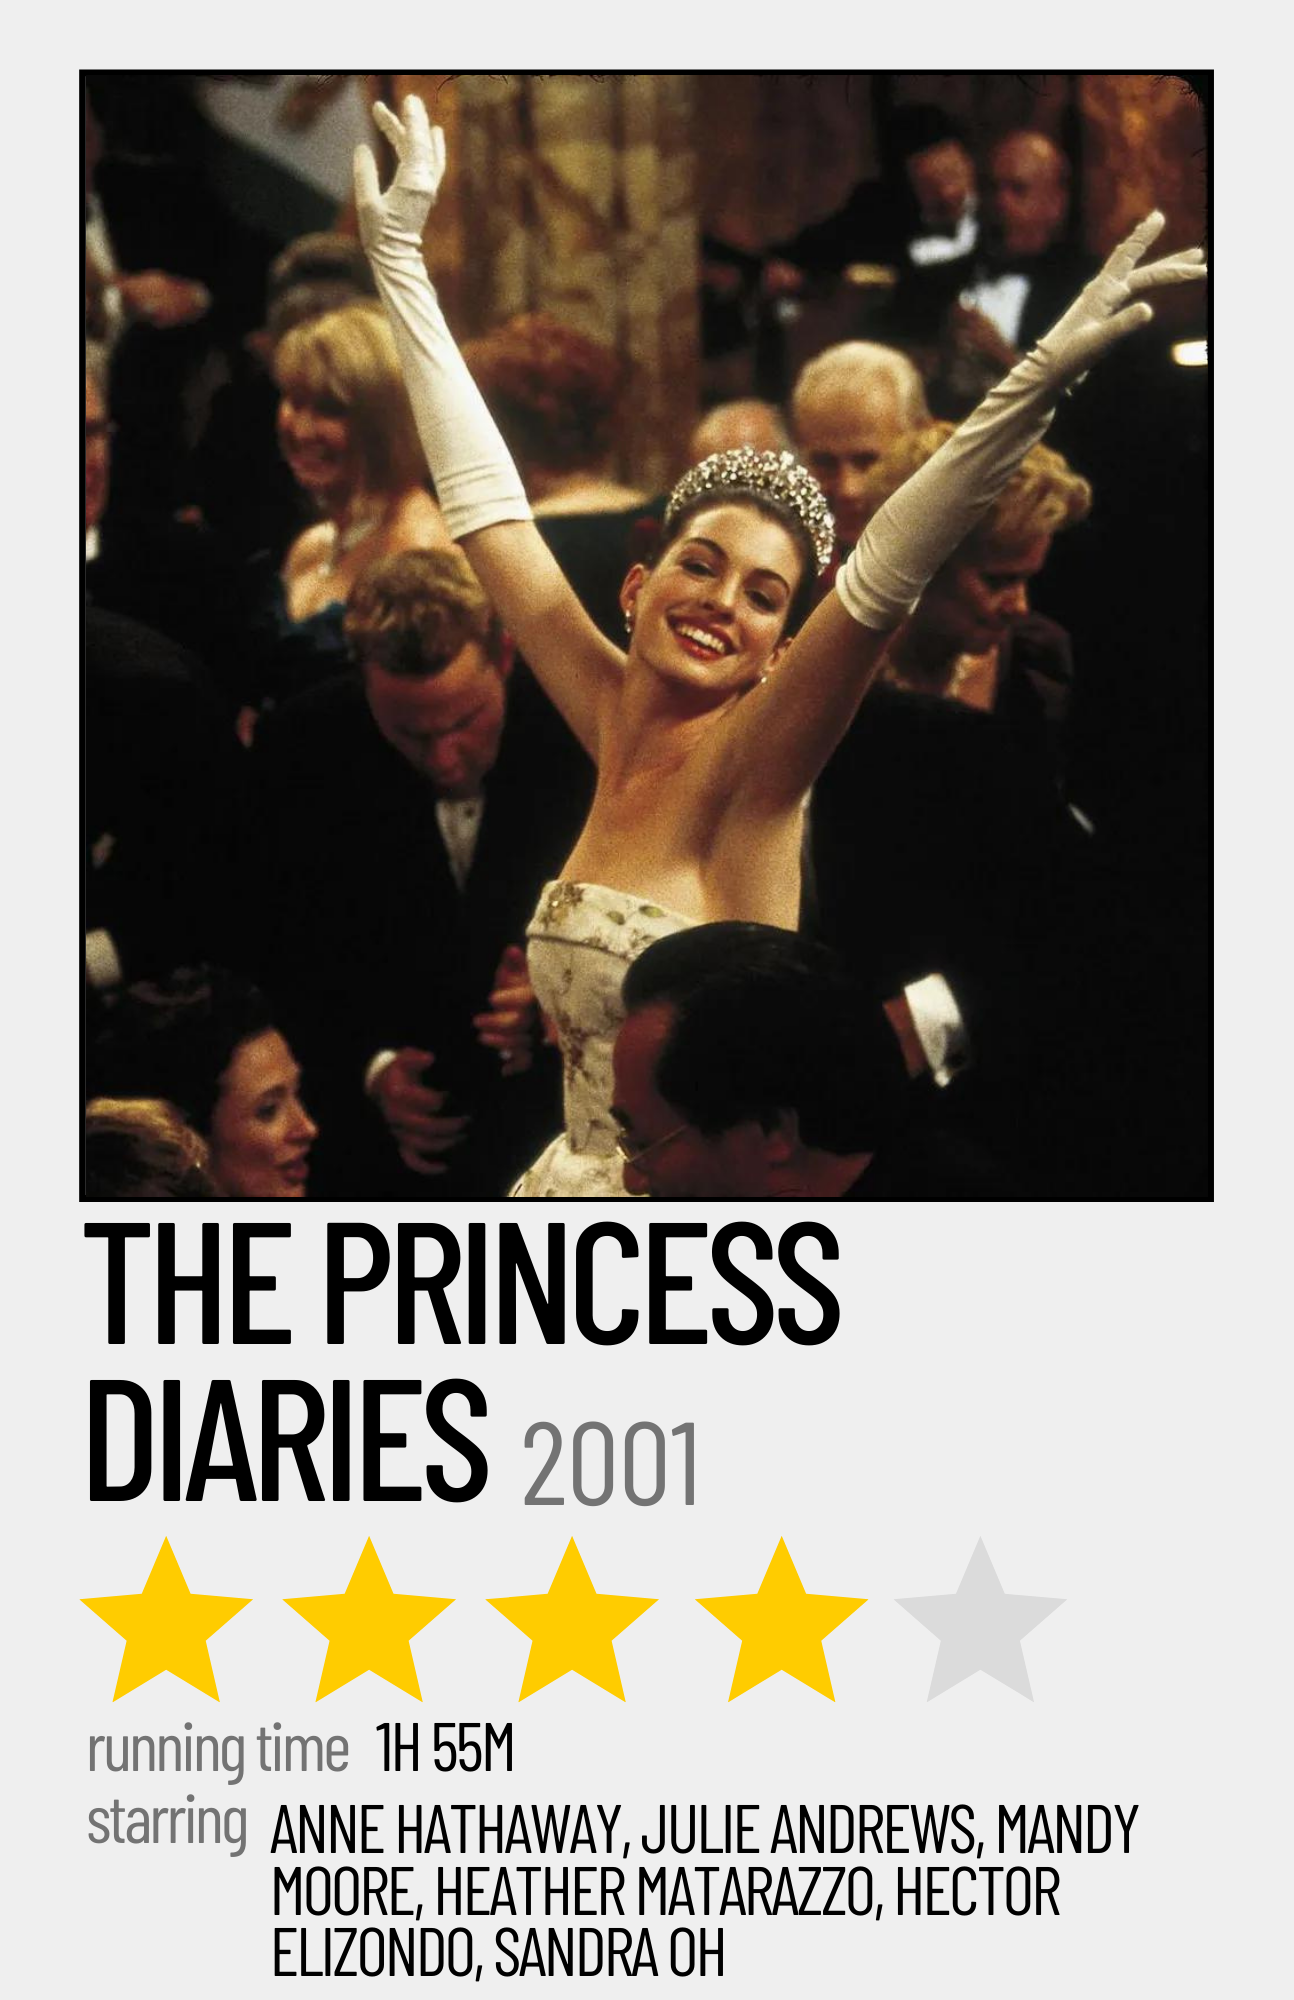 THE PRINCESS
DIARIES 2001
running time 1H 55M
starring ANNE HATHAWAY, JULIE ANDREWS, MANDY
MOORE, HEATHER MATARAZZO, HECTOR
ELIZONDO, SANDRA OH